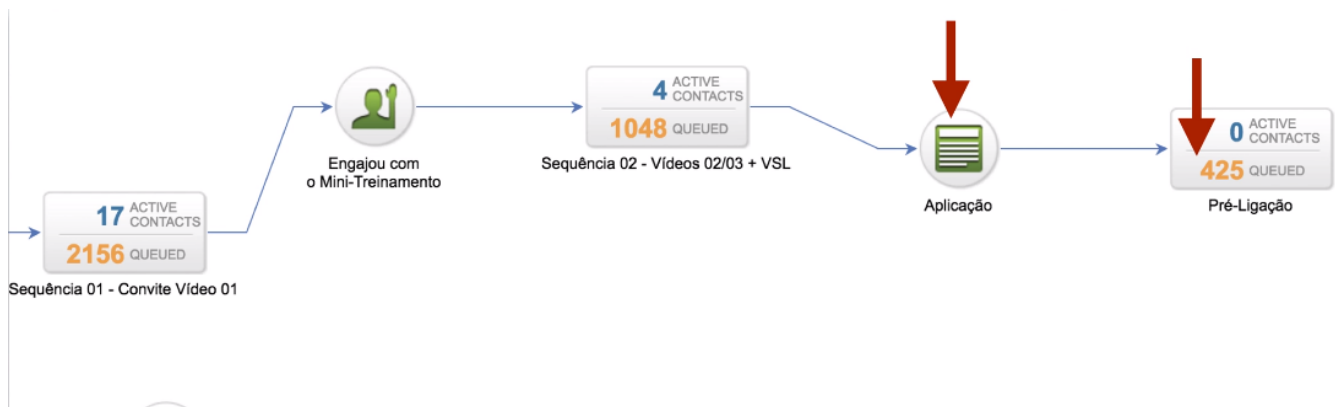 17 ACTIVE CONTACTS
2156 QUEUED
Sequência 01 - Convite Vídeo 01
Engajou com
o Mini-Treinamento
4 ACTIVE CONTACTS
1048 QUEUED
Sequência 02 - Vídeos 02/03 + VSL
Aplicação
0 ACTIVE CONTACTS
425 QUEUED
Pré-Ligação